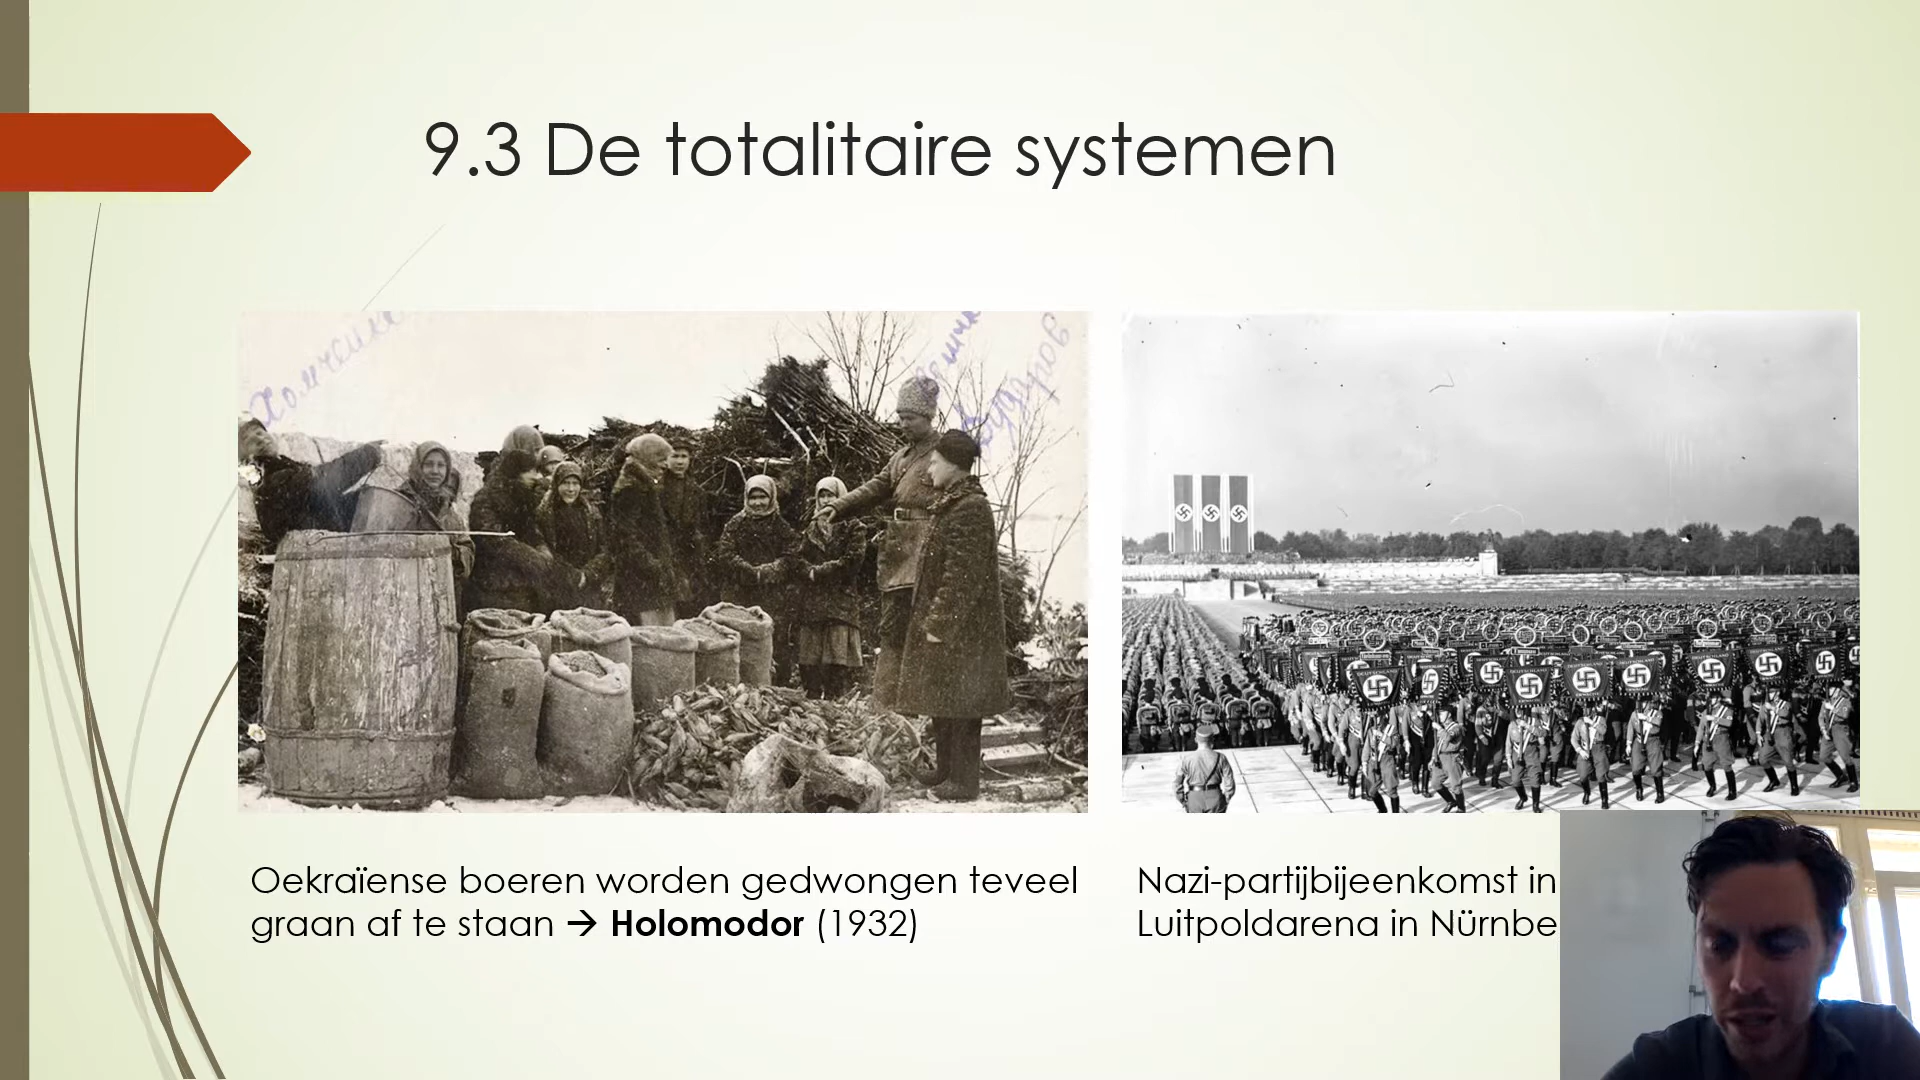 9.3 De totalitaire systemen
Oekraïense boeren worden gedwongen teveel
graan af te staan → Holomodor (1932)
Nazi-partijbijeenkomst in
Luitpoldarena in Nürnbe